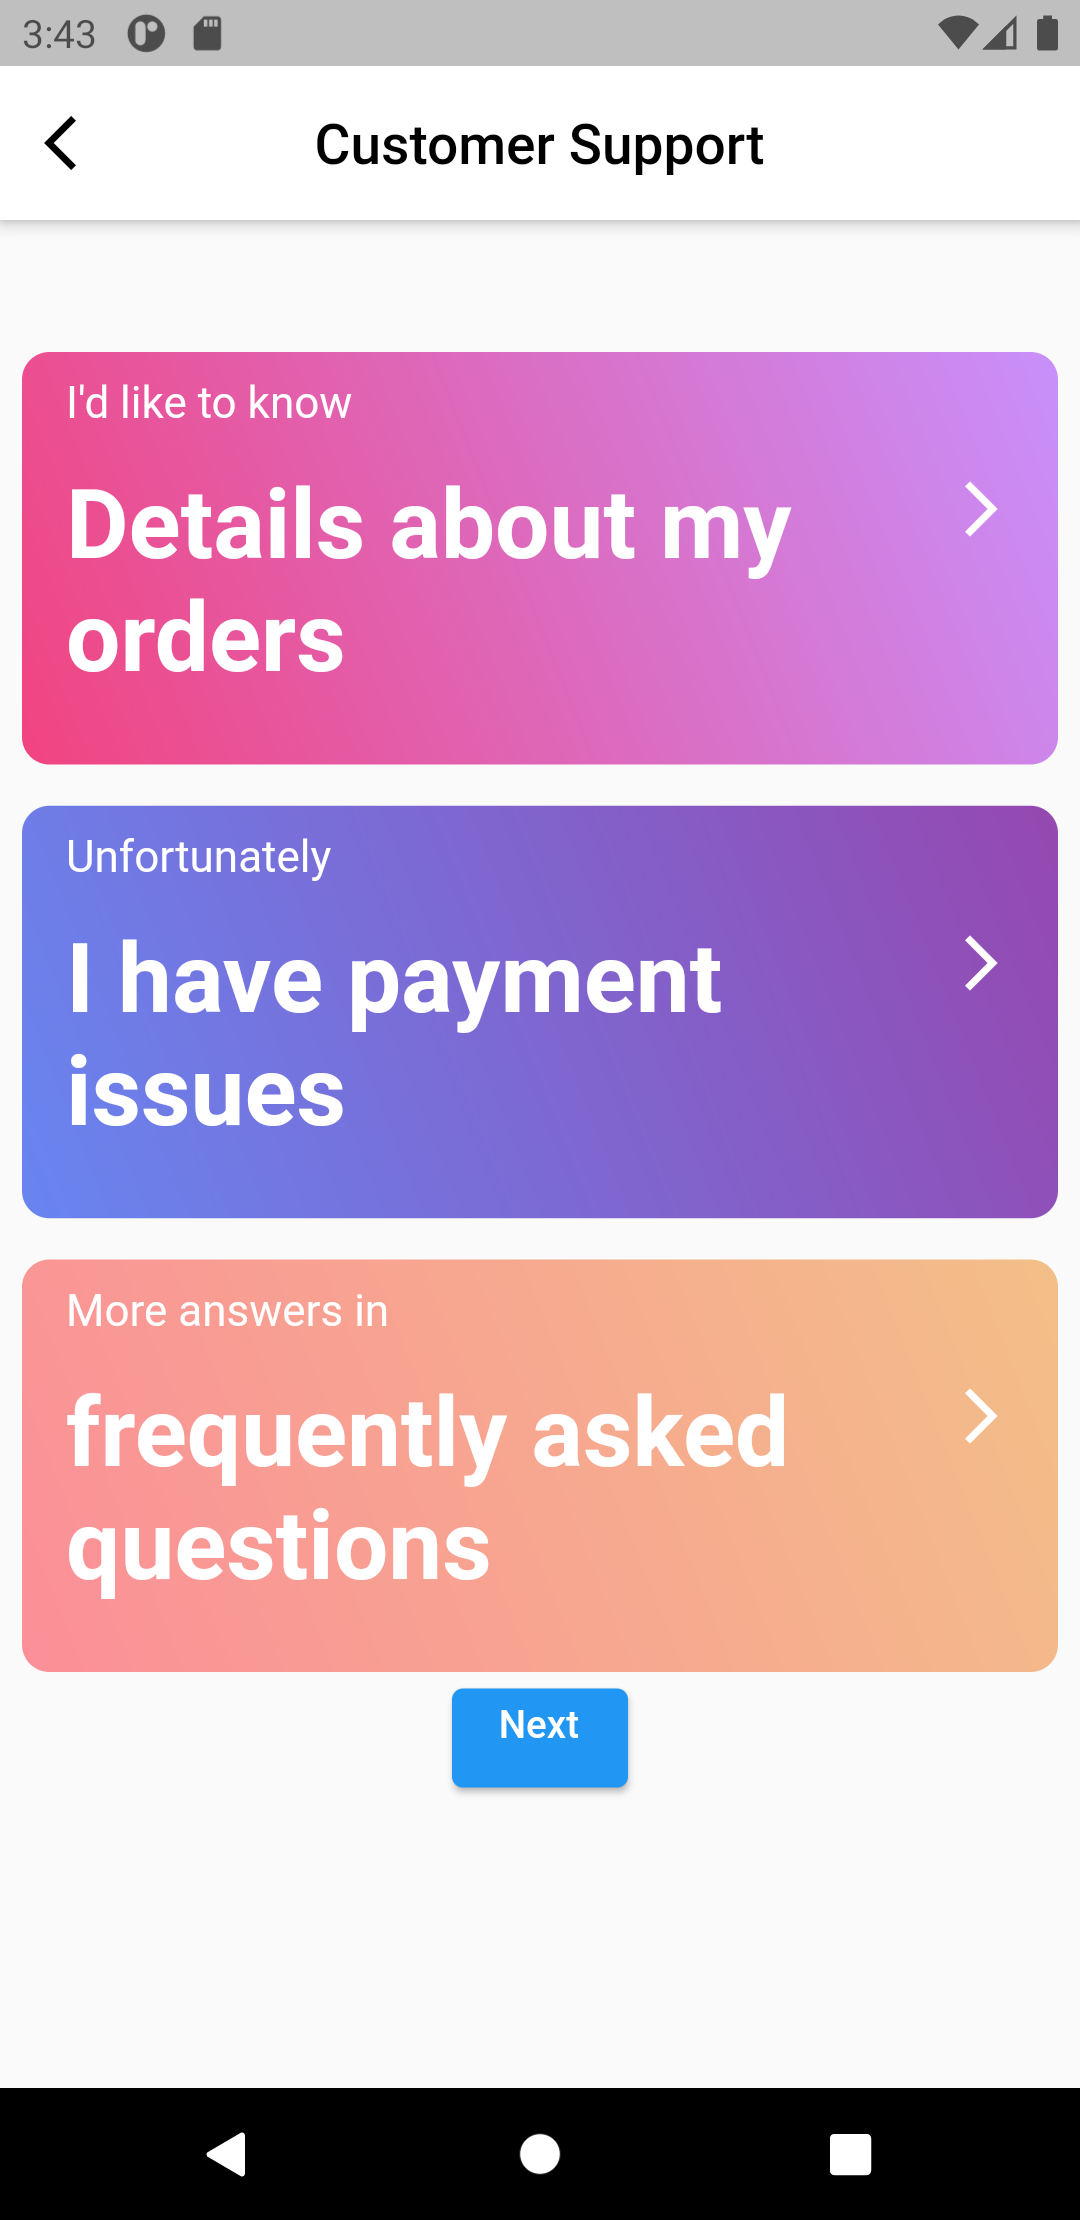 3:43
Customer Support
I'd like to know
Details about my
orders
Unfortunately
I have payment
issues
More answers in
frequently asked
questions
Next